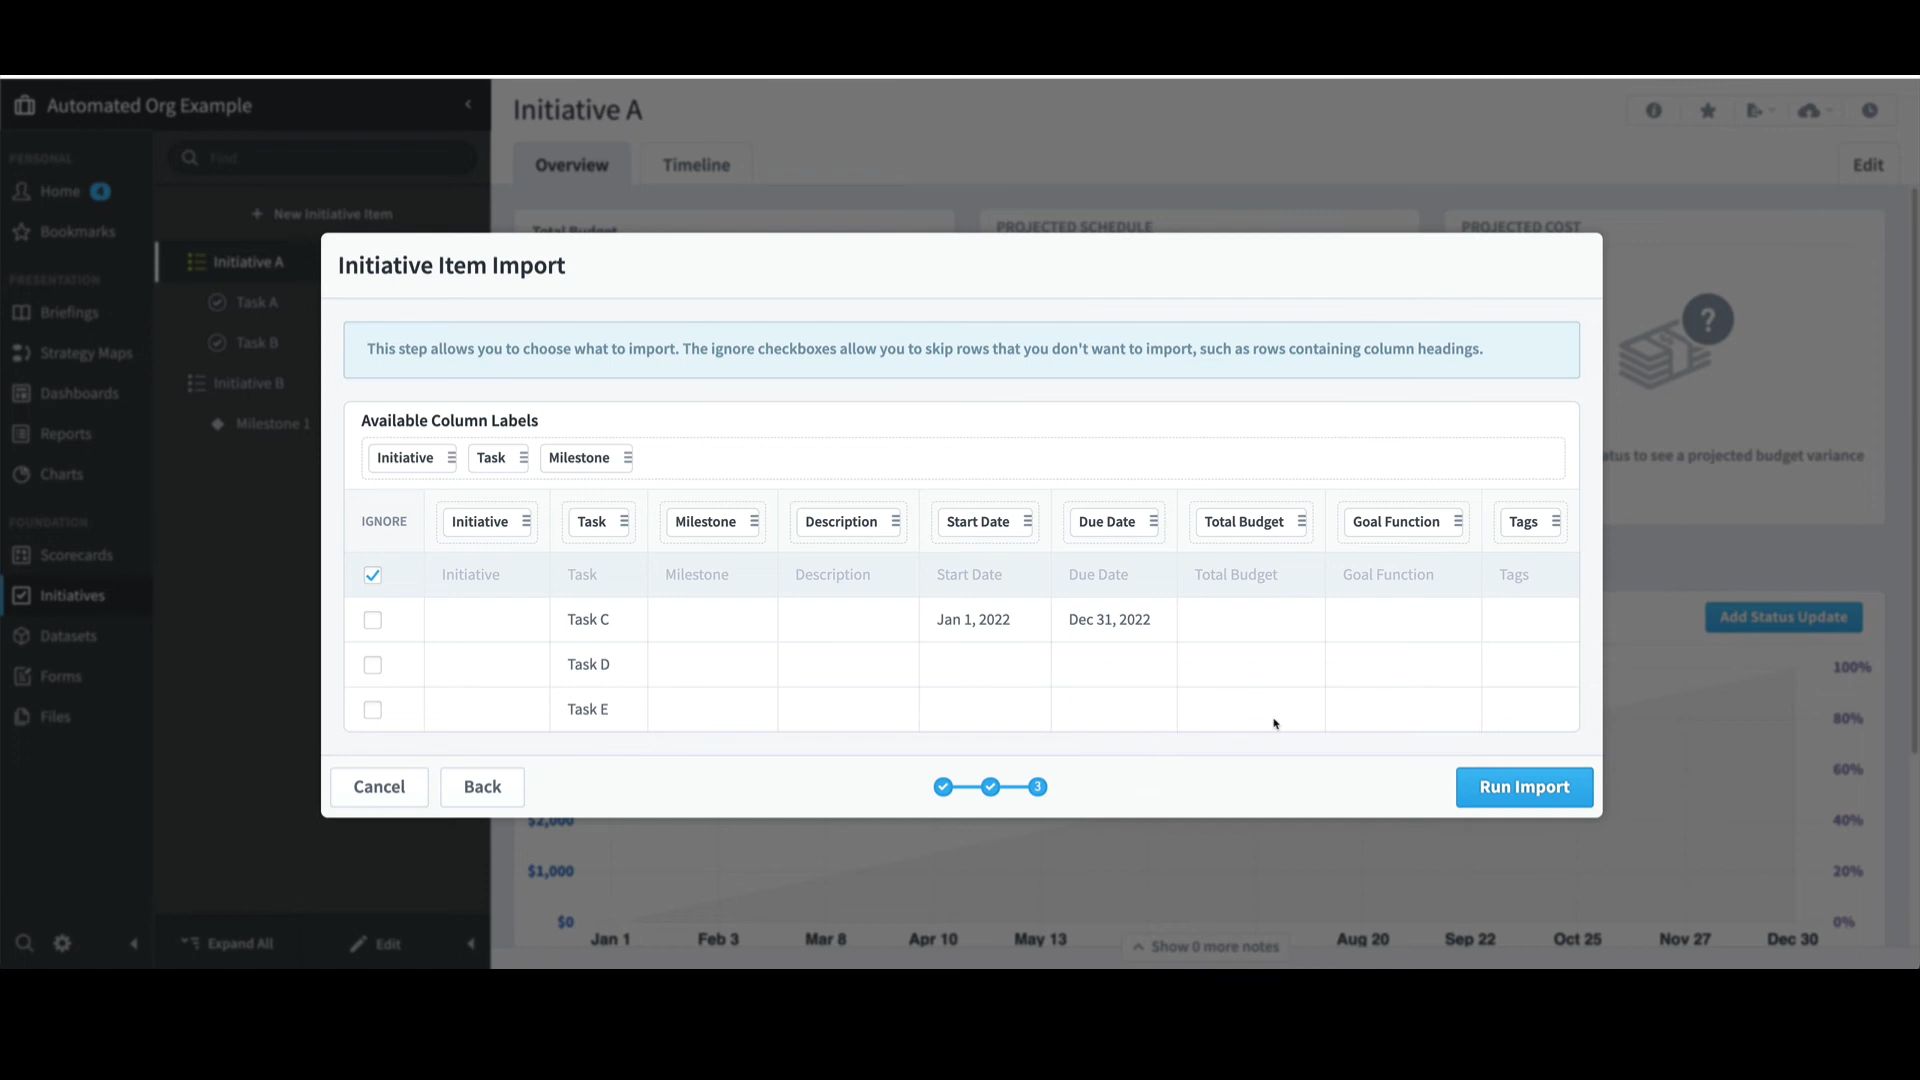 Automated Org Example
PERSONAL
Home 4
Bookmarks
PRESENTATION
Briefings
Strategy Maps
Dashboards
Reports
Charts
FOUNDATION
Scorecards
Initiatives
Datasets
Forms
Files
Find
+ New Initiative Item
Initiative A
Task A
Task B
Initiative B
Milestone 1
Expand All
Edit
Initiative A
Overview
Timeline
Edit
Total Budget
PROJECTED SCHEDULE
PROJECTED COST
?
atus to see a projected budget variance
Add Status Update
Initiative Item Import
This step allows you to choose what to import. The ignore checkboxes allow you to skip rows that you don't want to import, such as rows containing column headings.
Available Column Labels
Initiative Task Milestone
IGNORE Initiative Task Milestone Description Start Date Due Date Total Budget Goal Function Tags
Initiative Task Milestone Description Start Date Due Date Total Budget Goal Function Tags
Task C Jan 1, 2022 Dec 31, 2022
Task D
Task E
Cancel
Back
3
Run Import
100%
80%
60%
40%
20%
0%
$2,000
$1,000
$0
Jan 1 Feb 3 Mar 8 Apr 10 May 13 Aug 20 Sep 22 Oct 25 Nov 27 Dec 30
Show 0 more notes